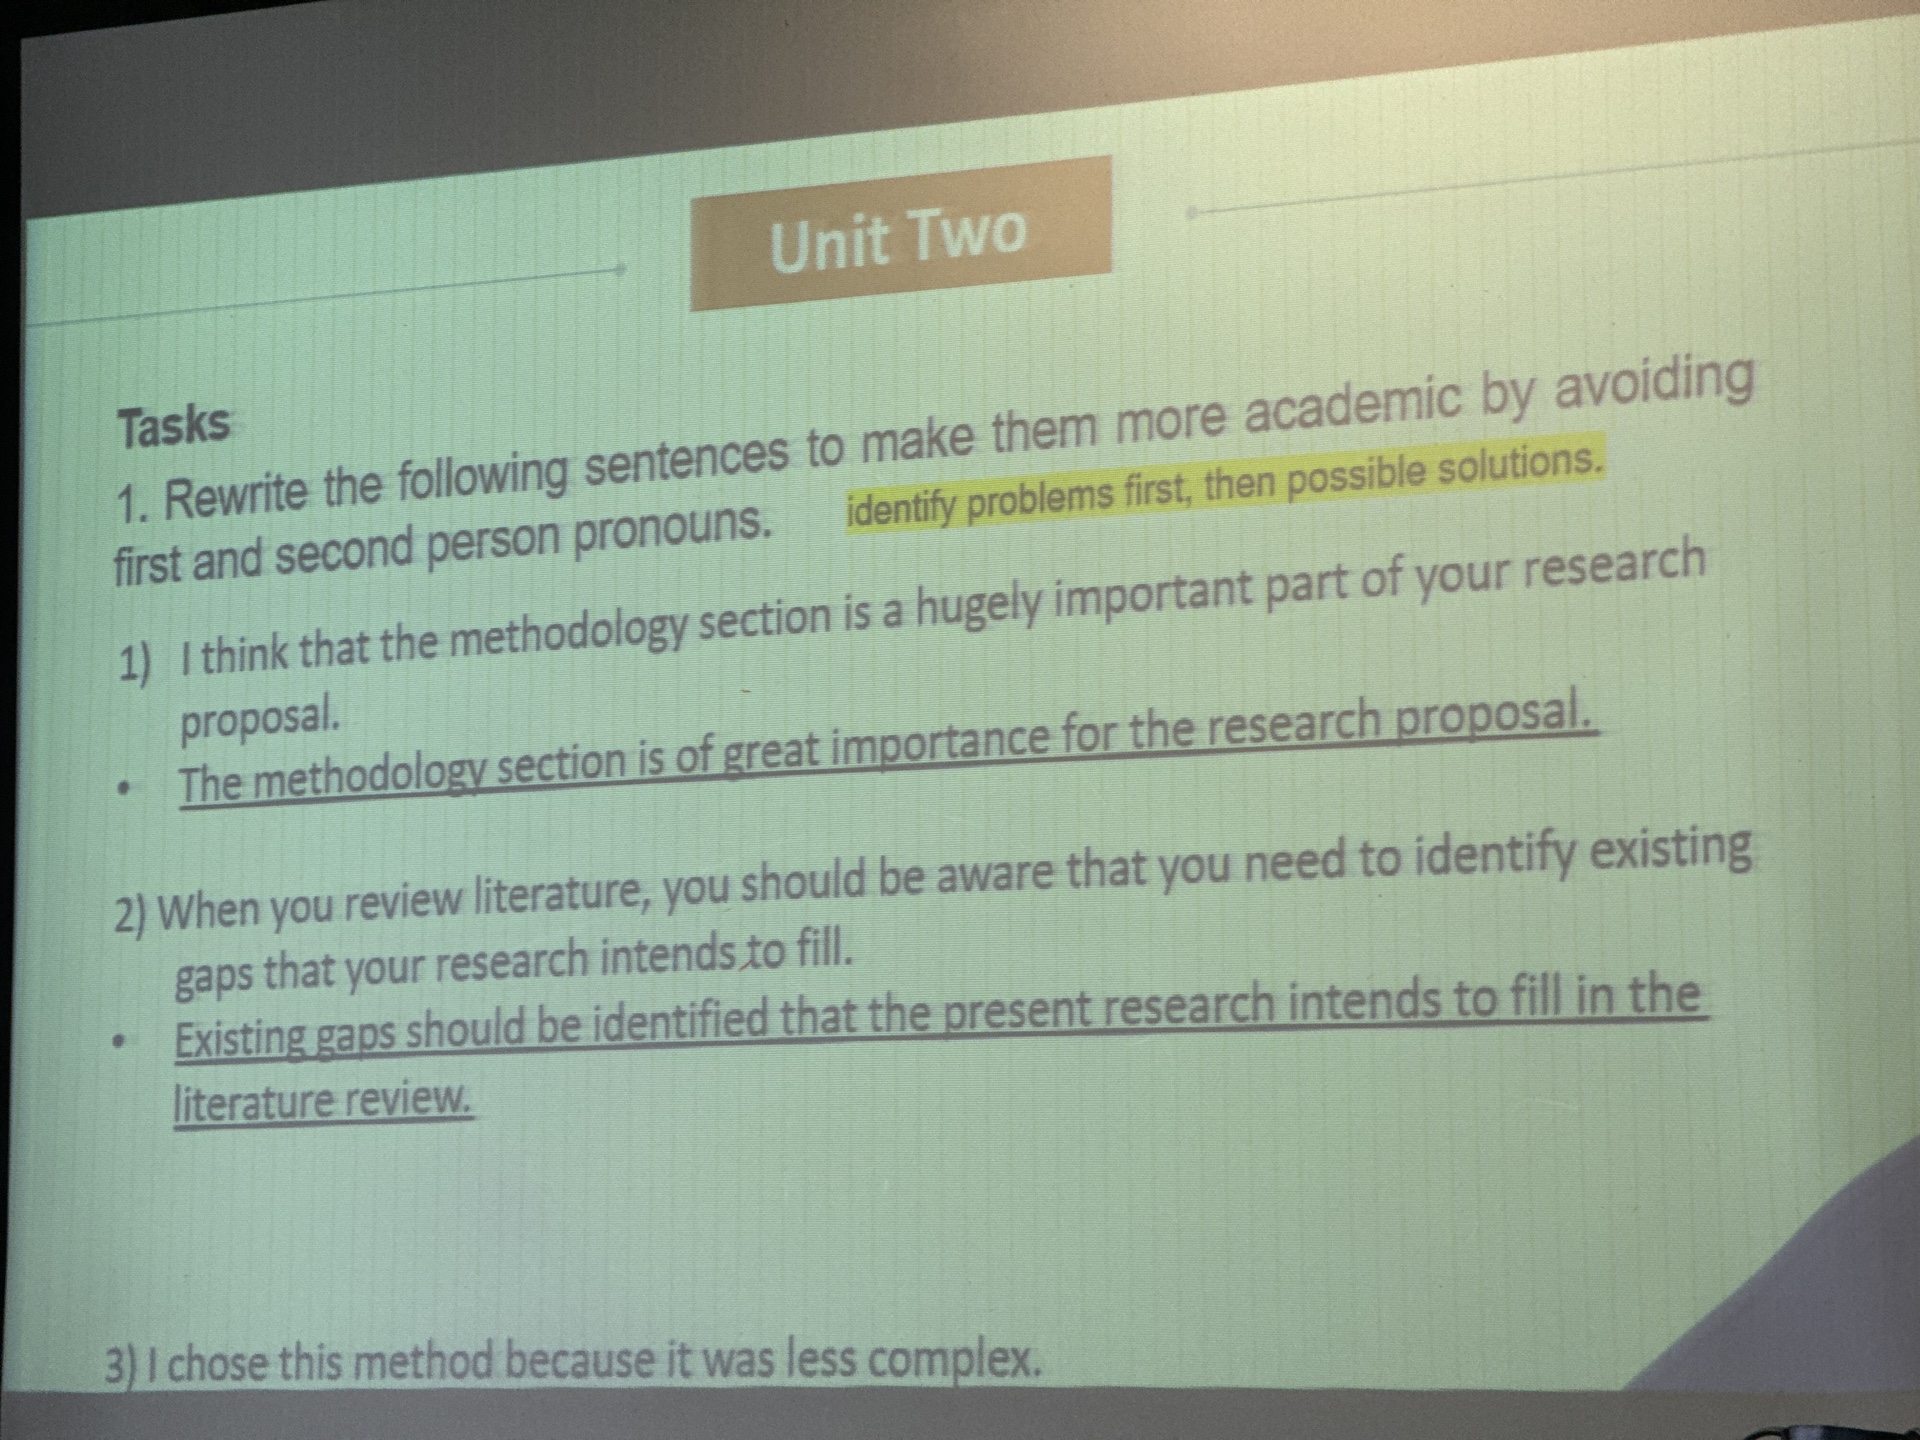 Unit Two
Tasks
1. Rewrite the following sentences to make them more academic by avoiding
first and second person pronouns. identify problems first, then possible solutions.
1) I think that the methodology section is a hugely important part of your research
proposal.
• The methodology section is of great importance for the research proposal.
2) When you review literature, you should be aware that you need to identify existing
gaps that your research intends to fill.
• Existing gaps should be identified that the present research intends to fill in the
literature review.
3) I chose this method because it was less complex.